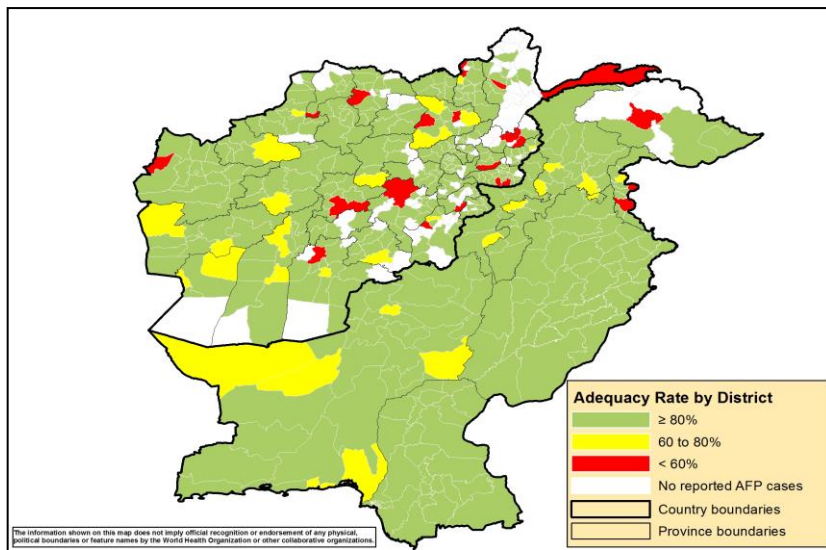 Adequacy Rate by District
≥ 80%
60 to 80%
< 60%
No reported AFP cases
Country boundaries
Province boundaries
The information shown on this map does not imply official recognition or endorsement of any physical,
political boundaries or feature names by the World Health Organization or other collaborative organizations.